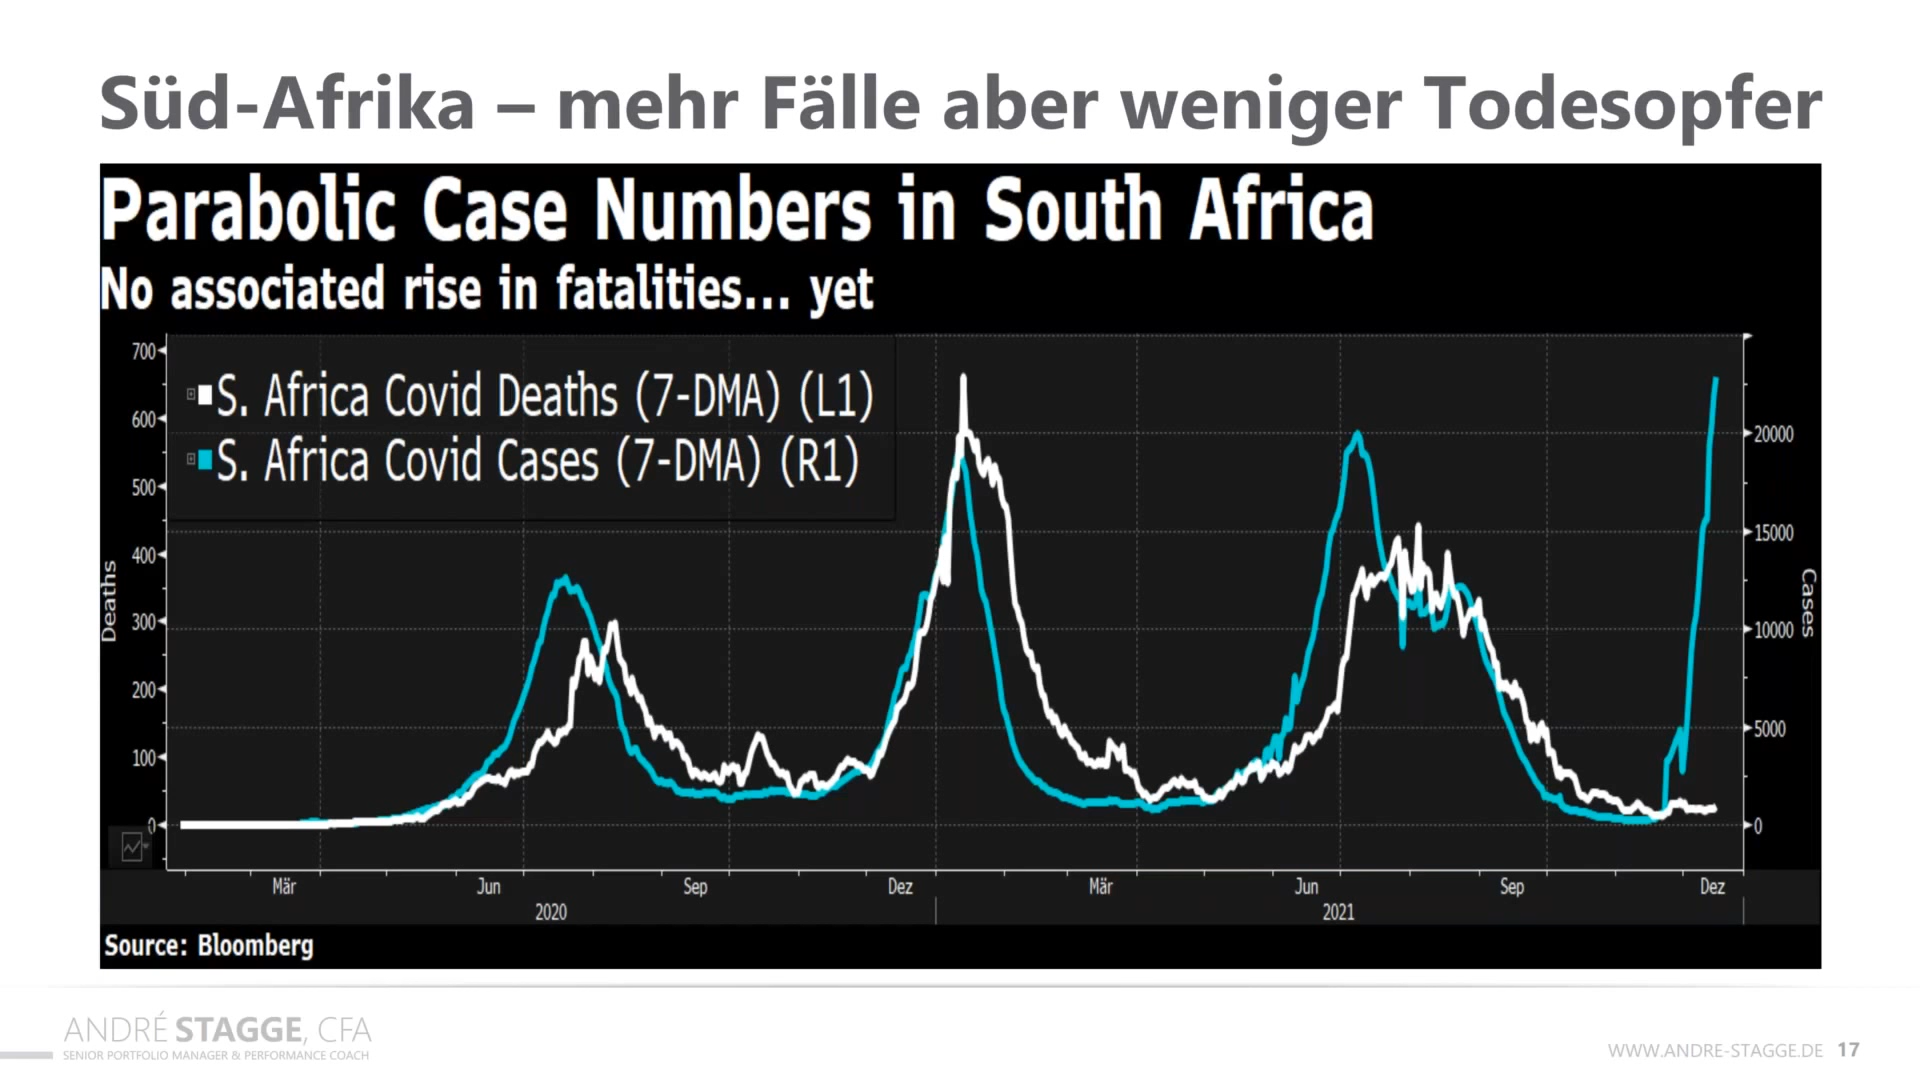 Süd-Afrika – mehr Fälle aber weniger Todesopfer
Parabolic Case Numbers in South Africa
No associated rise in fatalities... yet
S. Africa Covid Deaths (7-DMA) (L1)
S. Africa Covid Cases (7-DMA) (R1)
700
600
500
400
300
200
100
0
Deaths
20000
15000
10000
5000
0
Cases
Mär Jun Sep Dez Mär Jun Sep Dez
2020 2021
Source: Bloomberg
ANDRÉ STAGGE, CFA
SENIOR PORTFOLIO MANAGER & PERFORMANCE COACH
WWW.ANDRE-STAGGE.DE 17